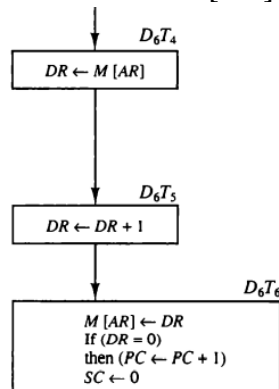 D₆T₄
DR ← M [AR]
D₆T₅
DR ← DR + 1
D₆T₆
M [AR] ← DR
If (DR = 0)
then (PC ← PC + 1)
SC ← 0